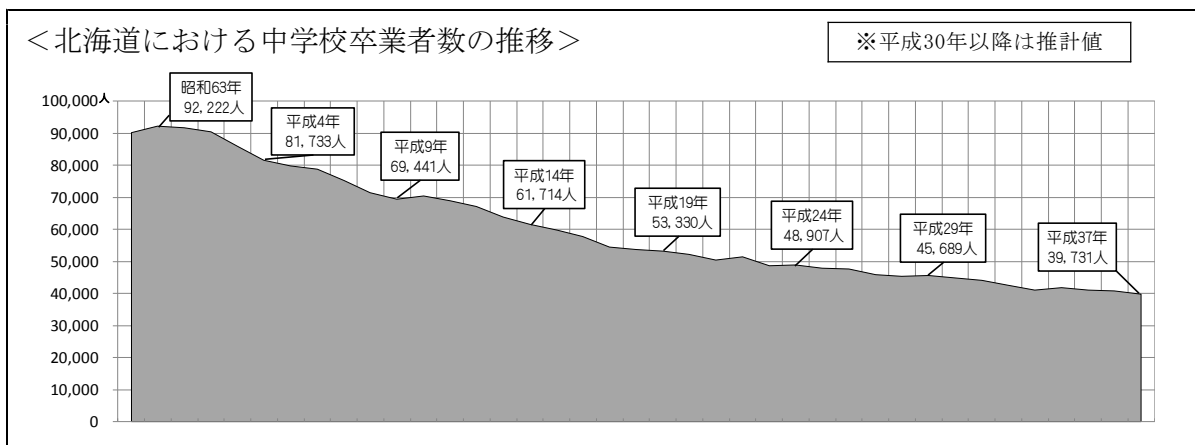 ＜北海道における中学校卒業者数の推移＞
※平成30年以降は推計値
100,000人
90,000
80,000
70,000
60,000
50,000
40,000
30,000
20,000
10,000
0
昭和63年
92,222人
平成4年
81,733人
平成9年
69,441人
平成14年
61,714人
平成19年
53,330人
平成24年
48,907人
平成29年
45,689人
平成37年
39,731人